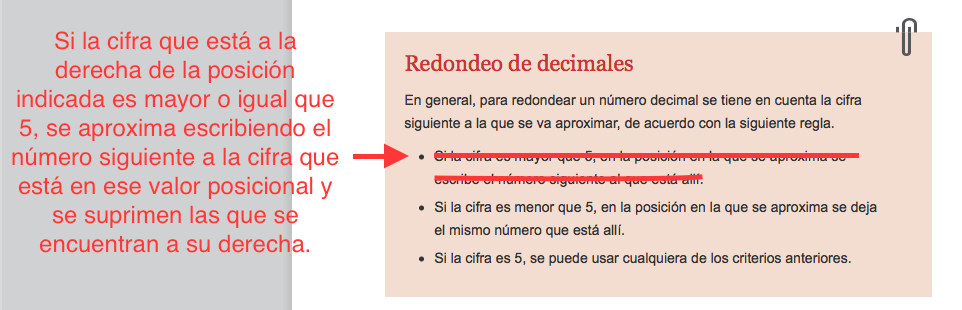 Si la cifra que está a la
derecha de la posición
indicada es mayor o igual que
5, se aproxima escribiendo el
número siguiente a la cifra que
está en ese valor posicional y
se suprimen las que se
encuentran a su derecha.
Redondeo de decimales
En general, para redondear un número decimal se tiene en cuenta la cifra
siguiente a la que se va aproximar, de acuerdo con la siguiente regla.
• Si la cifra es mayor que 5, en la posición en la que se aproxima se
escribe el número siguiente al que está allí.
• Si la cifra es menor que 5, en la posición en la que se aproxima se deja
el mismo número que está allí.
• Si la cifra es 5, se puede usar cualquiera de los criterios anteriores.